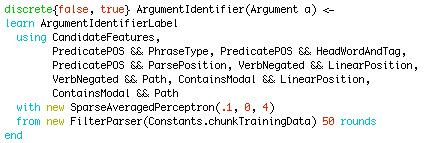 discrete{false, true} ArgumentIdentifier(Argument a) <-
learn ArgumentIdentifierLabel
using CandidateFeatures,
PredicatePOS && PhraseType, PredicatePOS && HeadWordAndTag,
PredicatePOS && ParsePosition, VerbNegated && LinearPosition,
VerbNegated && Path, ContainsModal && LinearPosition,
ContainsModal && Path
with new SparseAveragedPerceptron(.1, 0, 4)
from new FilterParser(Constants.chunkTrainingData) 50 rounds
end